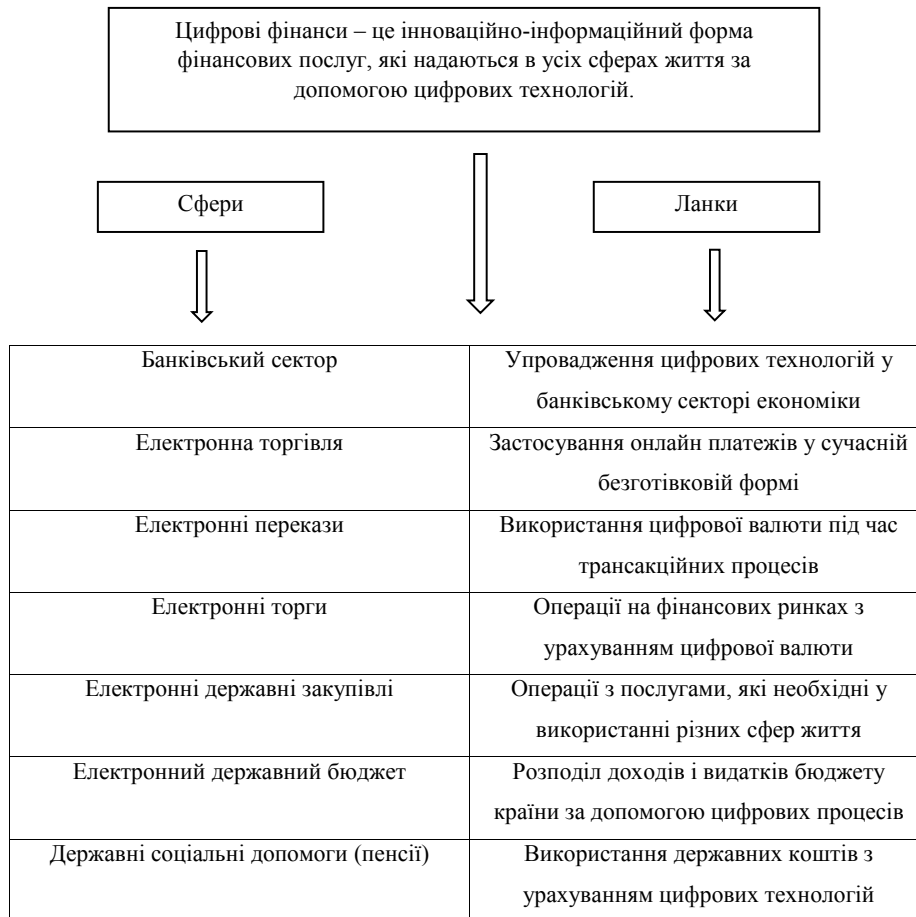 Цифрові фінанси – це інноваційно-інформаційний форма
фінансових послуг, які надаються в усіх сферах життя за
допомогою цифрових технологій.
Сфери
Ланки
Банківський сектор
Упровадження цифрових технологій у
банківському секторі економіки
Електронна торгівля
Застосування онлайн платежів у сучасній
безготівковій формі
Електронні перекази
Використання цифрової валюти під час
трансакційних процесів
Електронні торги
Операції на фінансових ринках з
урахуванням цифрової валюти
Електронні державні закупівлі
Операції з послугами, які необхідні у
використанні різних сфер життя
Електронний державний бюджет
Розподіл доходів і видатків бюджету
країни за допомогою цифрових процесів
Державні соціальні допомоги (пенсії)
Використання державних коштів з
урахуванням цифрових технологій